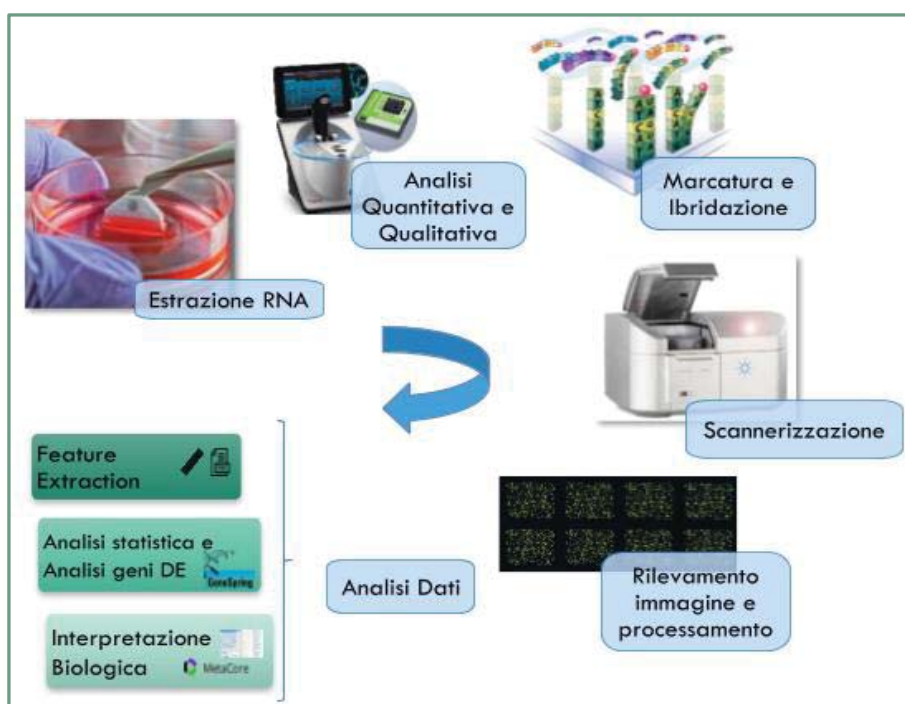 Estrazione RNA
Analisi
Quantitativa e
Qualitativa
Marcatura e
Ibridazione
Scannerizzazione
Rilevamento
immagine e
processamento
Analisi Dati
Feature
Extraction
Analisi statistica e
Analisi geni DE
GeneSpring
Interpretazione
Biologica
MetaCore